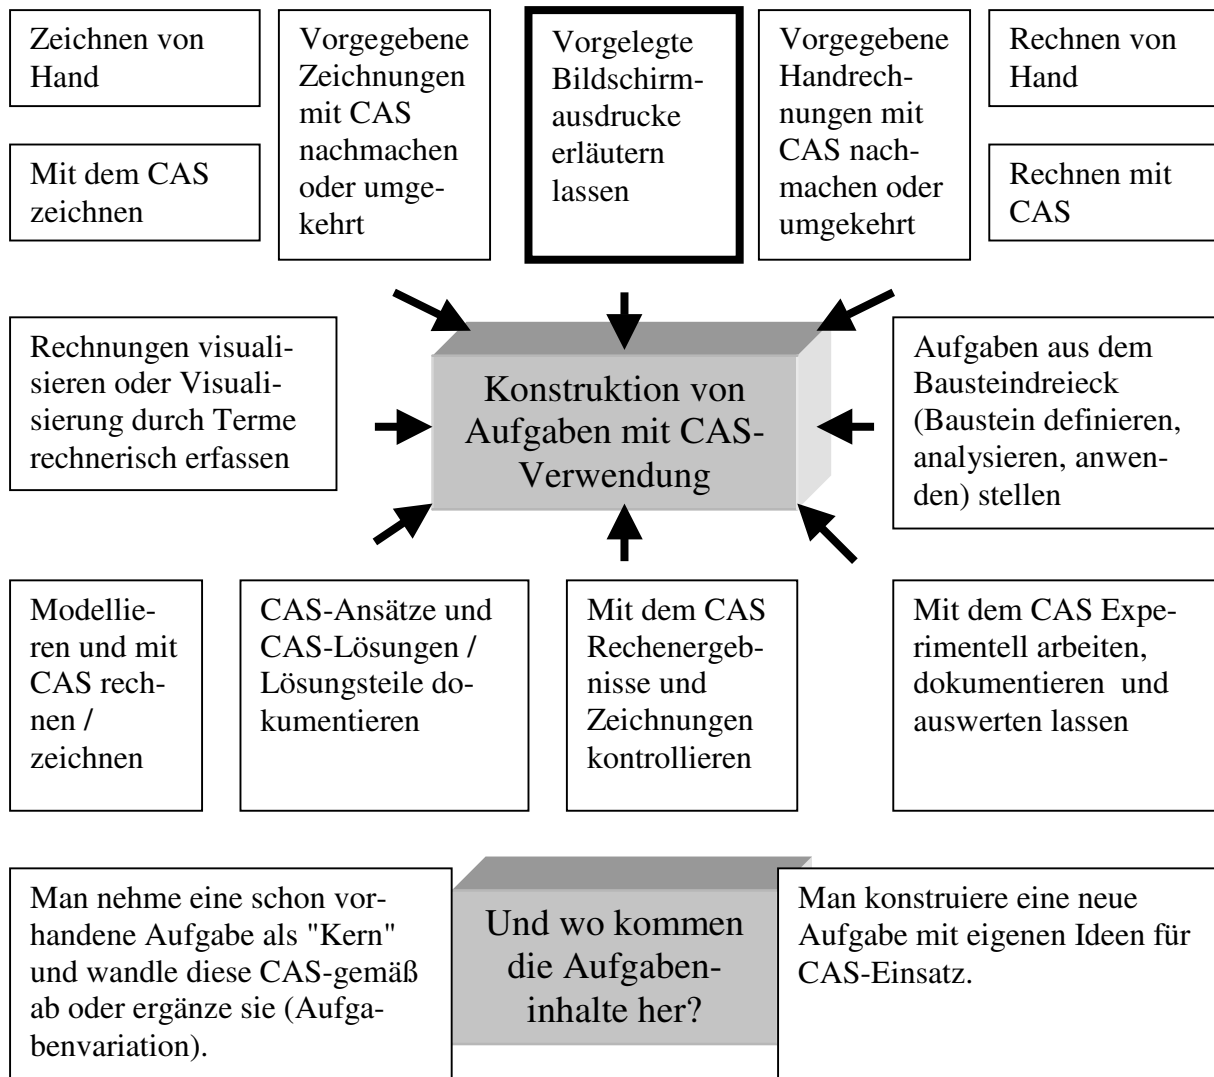 Zeichnen von
Hand
Mit dem CAS
zeichnen
Vorgegebene
Zeichnungen
mit CAS
nachmachen
oder umge-
kehrt
Vorgelegte
Bildschirm-
ausdrucke
erläutern
lassen
Vorgegebene
Handrech-
nungen mit
CAS nach-
machen oder
umgekehrt
Rechnen von
Hand
Rechnen mit
CAS
Rechnungen visuali-
sieren oder Visuali-
sierung durch Terme
rechnerisch erfassen
Konstruktion von
Aufgaben mit CAS-
Verwendung
Aufgaben aus dem
Bausteindreieck
(Baustein definieren,
analysieren, anwen-
den) stellen
Modellie-
ren und mit
CAS rech-
nen /
zeichnen
CAS-Ansätze und
CAS-Lösungen /
Lösungsteile do-
kumentieren
Mit dem CAS
Rechenergeb-
nisse und
Zeichnungen
kontrollieren
Mit dem CAS Expe-
rimentell arbeiten,
dokumentieren und
auswerten lassen
Man nehme eine schon vor-
handene Aufgabe als "Kern"
und wandle diese CAS-gemäß
ab oder ergänze sie (Aufga-
benvariation).
Und wo kommen
die Aufgaben-
inhalte her?
Man konstruiere eine neue
Aufgabe mit eigenen Ideen für
CAS-Einsatz.